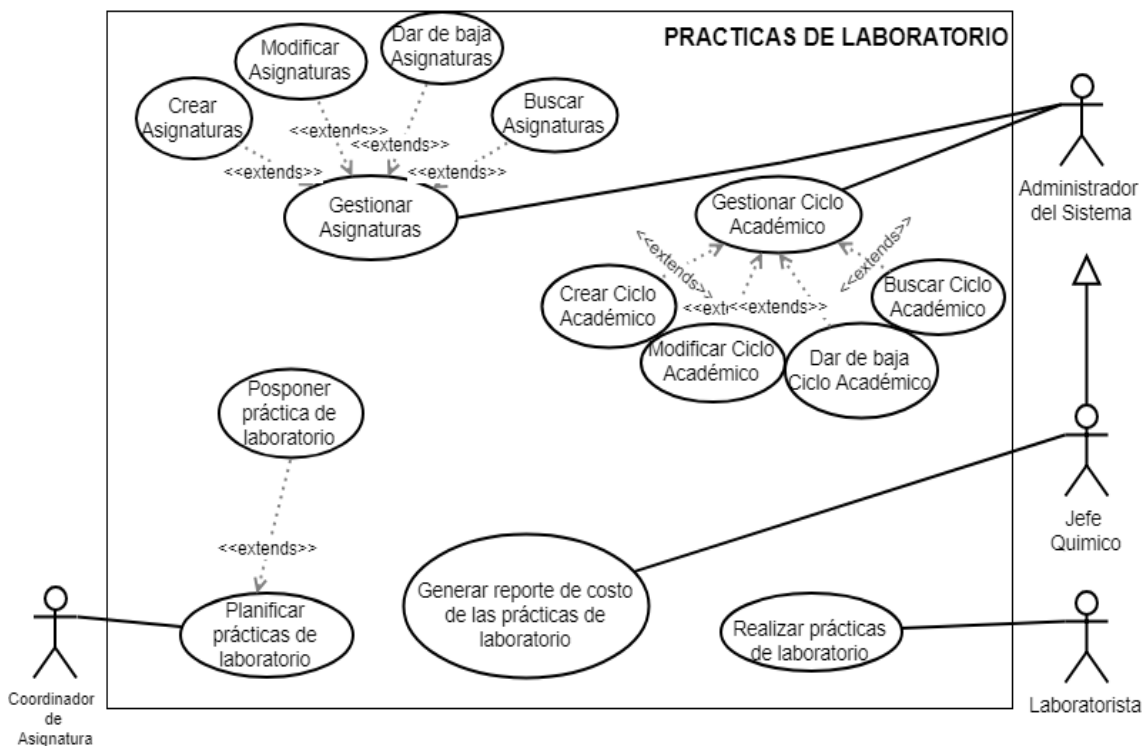 PRACTICAS DE LABORATORIO
Dar de baja
Asignaturas
Modificar
Asignaturas
Crear
Asignaturas
Buscar
Asignaturas
<<extends>>
<<extends>>
<<extends>>
<<extends>>
Gestionar
Asignaturas
Administrador
del Sistema
Gestionar Ciclo
Académico
<<extends>>
<<extends>>
<<extends>>
Crear Ciclo
Académico
Buscar Ciclo
Académico
Modificar Ciclo
Académico
Dar de baja
Ciclo Académico
Posponer
práctica de
laboratorio
<<extends>>
Jefe
Quimico
Generar reporte de costo
de las prácticas de
laboratorio
Planificar
prácticas de
laboratorio
Realizar prácticas
de laboratorio
Coordinador
de
Asignatura
Laboratorista